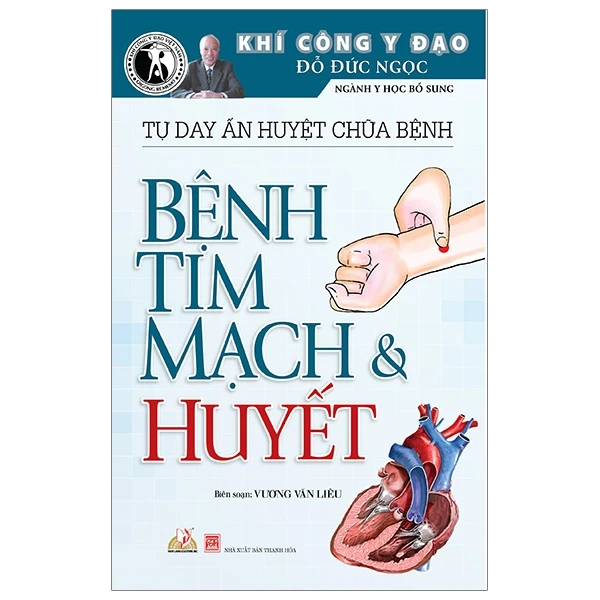 KHÍ CÔNG Y ĐẠO
ĐỖ ĐỨC NGỌC
NGÀNH Y HỌC BỔ SUNG
TỰ DAY ẤN HUYỆT CHỮA BỆNH
BỆNH
TIM
MẠCH &
HUYẾT
Biên soạn: VƯƠNG VĂN LIÊU
NHÀ XUẤT BẢN THANH HÓA